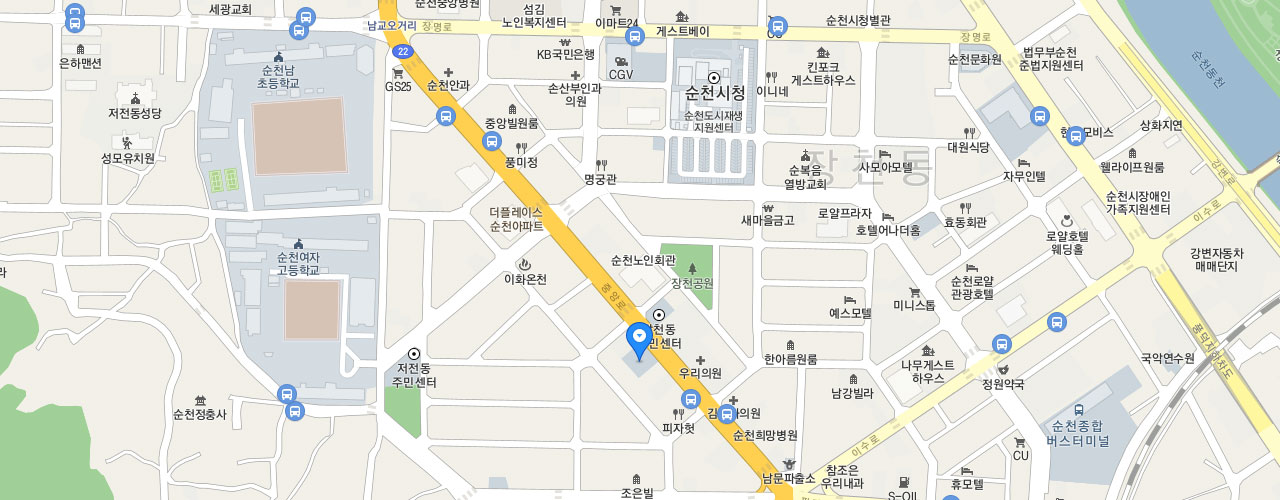 세광교회
남교오거리
순천중앙병원
장명로
섬김
노인복지센터
이마트24
게스트베이
CU
순천시청별관
장명로
은하맨션
순천남
초등학교
22
GS25
순천안과
KB국민은행
CGV
손산부인과
의원
순천시청
이니네
킨포크
게스트하우스
순천문화원
법무부순천
준법지원센터
순천동천
저전동성당
중앙빌원룸
순천도시재생
지원센터
상화지연
성모유치원
풍미정
명궁관
장천동
순복음
열방교회
사모아모텔
대원식당
자무인텔
웰라이프원룸
강변로
순천시장애인
가족지원센터
이수로
더플레이스
순천아파트
새마을금고
로얄프라자
호텔어나더홈
효동회관
로얄호텔
웨딩홀
강변자동차
매매단지
순천여자
고등학교
이화온천
순천노인회관
장천공원
순천로얄
관광호텔
중앙로
예스모텔
미니스톱
풍덕지하차도
저전동
주민센터
우리의원
한아름원룸
나무게스트
하우스
정원약국
국악연수원
순천정충사
피자헛
남강빌라
순천희망병원
이수로
순천종합
버스터미널
CU
조은빌
남문파출소
참조은
우리내과
S-OIL
휴모텔